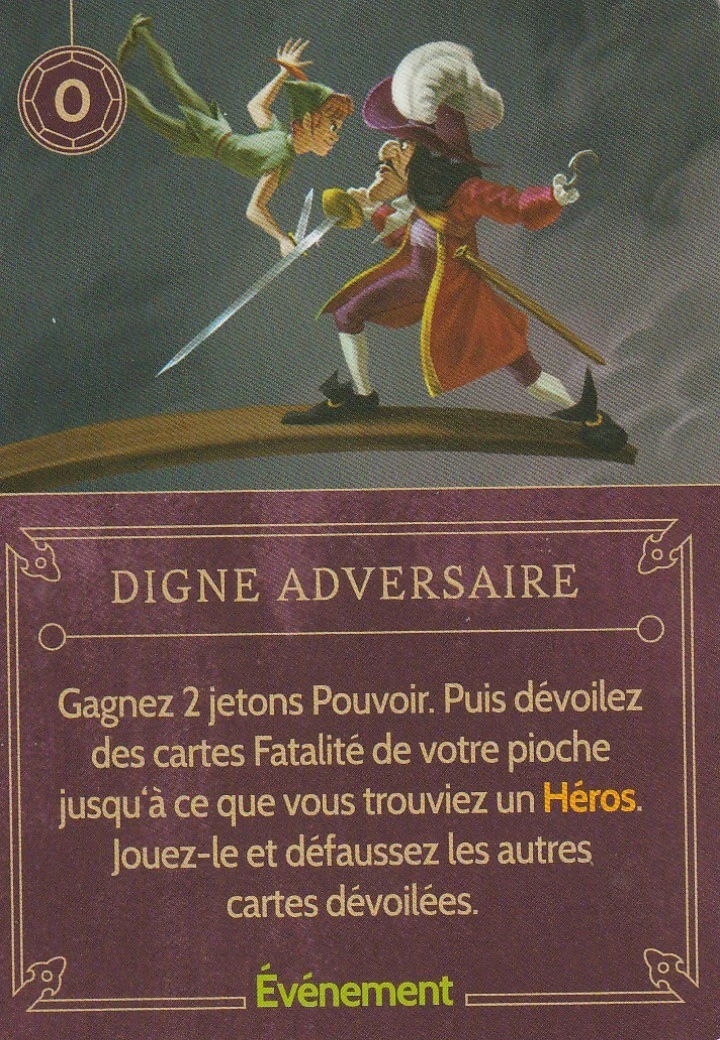 0
DIGNE ADVERSAIRE
Gagnez 2 jetons Pouvoir. Puis dévoilez
des cartes Fatalité de votre pioche
jusqu‘à ce que vous trouviez un Héros.
Jouez-le et défaussez les autres
cartes dévoilées.
Événement